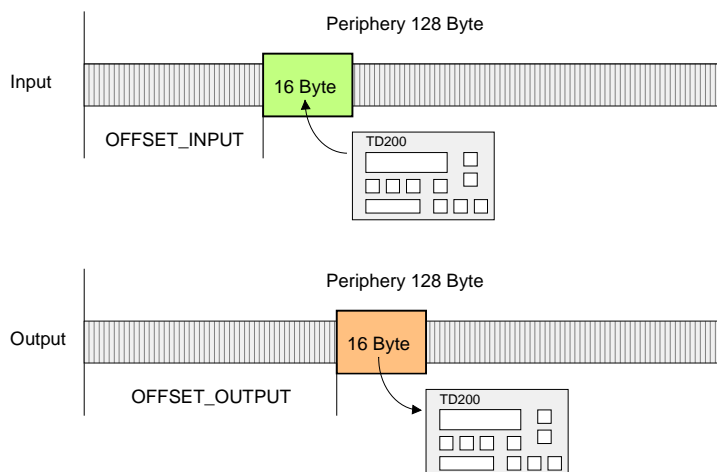 Periphery 128 Byte
Input
16 Byte
OFFSET_INPUT
TD200
Periphery 128 Byte
Output
16 Byte
OFFSET_OUTPUT
TD200